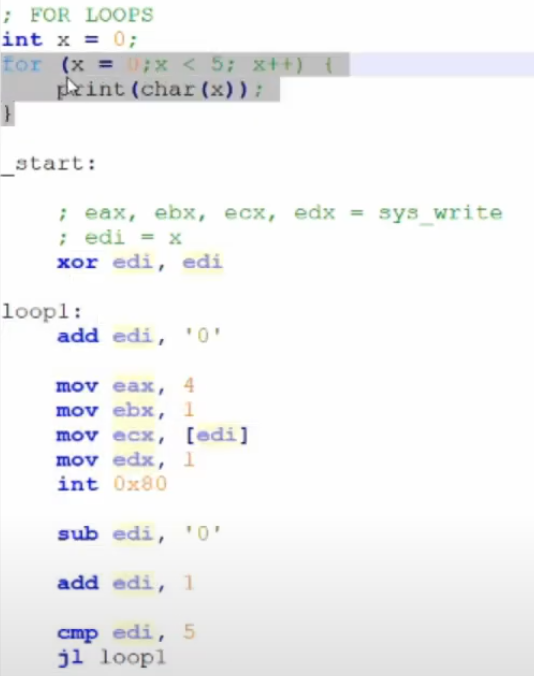 ; FOR LOOPS
int x = 0;
for (x = 0;x < 5; x++) {
print(char(x));
}
_start:
; eax, ebx, ecx, edx = sys_write
; edi = x
xor edi, edi
loop1:
add edi, '0'
mov eax, 4
mov ebx, 1
mov ecx, [edi]
mov edx, 1
int 0x80
sub edi, '0'
add edi, 1
cmp edi, 5
jl loop1